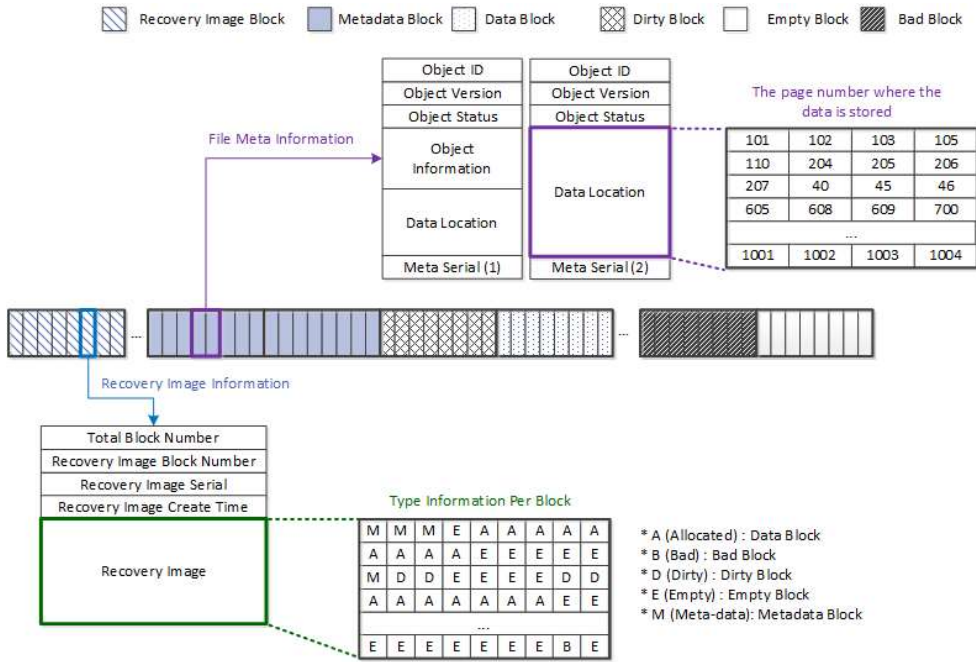 Recovery Image Block Metadata Block Data Block Dirty Block Empty Block Bad Block
Object ID
Object Version
Object Status
Object
Information
Data Location
Meta Serial (1)
Object ID
Object Version
Object Status
Data Location
Meta Serial (2)
The page number where the
data is stored
101 102 103 105
110 204 205 206
207 40 45 46
605 608 609 700
...
1001 1002 1003 1004
File Meta Information
... ...
Recovery Image Information
Total Block Number
Recovery Image Block Number
Recovery Image Serial
Recovery Image Create Time
Recovery Image
Type Information Per Block
M M M E A A A A A
A A A A E E E E E
M D D E E E E D D
A A A A A A A E E
...
E E E E E E E B E
* A (Allocated) : Data Block
* B (Bad) : Bad Block
* D (Dirty) : Dirty Block
* E (Empty) : Empty Block
* M (Meta-data): Metadata Block